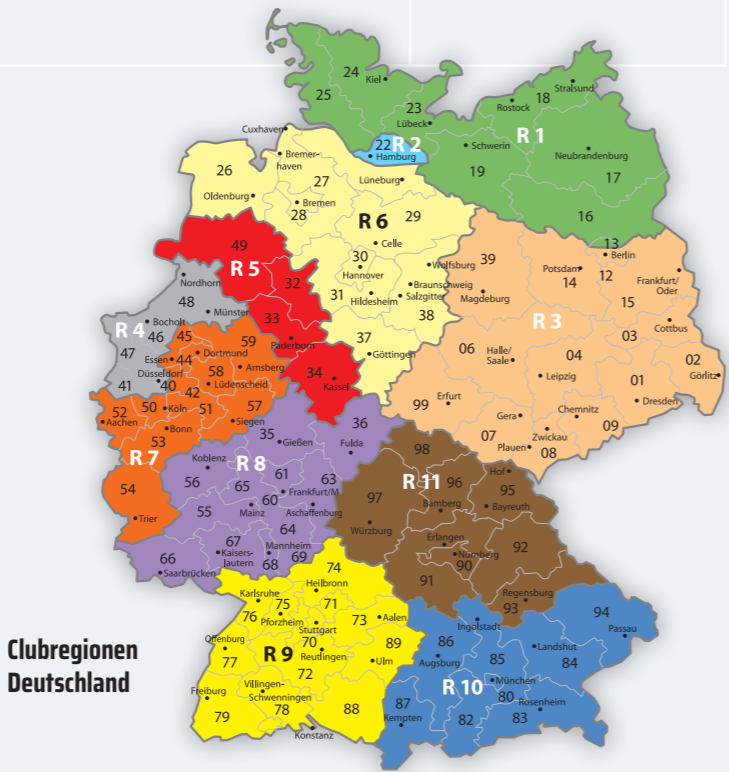 24
Kiel
25
23
Lübeck
18
Stralsund
Rostock
R 1
Schwerin
Neubrandenburg
19
17
16
22
R 2
Hamburg
Cuxhaven
Bremer-
haven
26
27
Lüneburg
Oldenburg
Bremen
28
R 6
29
Celle
30
Hannover
Wolfsburg
31
Braunschweig
Hildesheim
Salzgitter
38
37
Göttingen
49
R 5
32
33
Paderborn
34
Kassel
13
Berlin
39
Potsdam
14
12
Frankfurt/
Oder
Magdeburg
15
R 3
Cottbus
03
06
Halle/
Saale
04
02
Görlitz
Leipzig
01
99
Erfurt
Dresden
Gera
Chemnitz
07
Zwickau
09
Plauen
08
Nordhorn
48
Münster
R 4
Bocholt
46
47
Düsseldorf
41
40
45
59
Dortmund
Essen
44
58
Arnsberg
42
Lüdenscheid
52
50
Köln
51
57
Aachen
Bonn
Siegen
53
R 7
54
Trier
36
35
Gießen
Fulda
Koblenz
R 8
56
61
63
65
Frankfurt/M
60
Aschaffenburg
55
Mainz
64
67
Mannheim
Kaisers-
lautern
69
66
68
Saarbrücken
98
R 11
96
Hof
95
97
Bamberg
Bayreuth
Würzburg
Erlangen
92
Nürnberg
90
91
Regensburg
93
74
Heilbronn
Karlsruhe
75
71
76
Pforzheim
73
Aalen
Stuttgart
Offenburg
70
89
77
R 9
Reutlingen
Ulm
72
Villingen-
Schwenningen
Freiburg
78
79
88
Konstanz
94
Ingolstadt
Passau
86
Landshut
Augsburg
85
84
R 10
München
80
87
Rosenheim
Kempten
82
83
Clubregionen
Deutschland